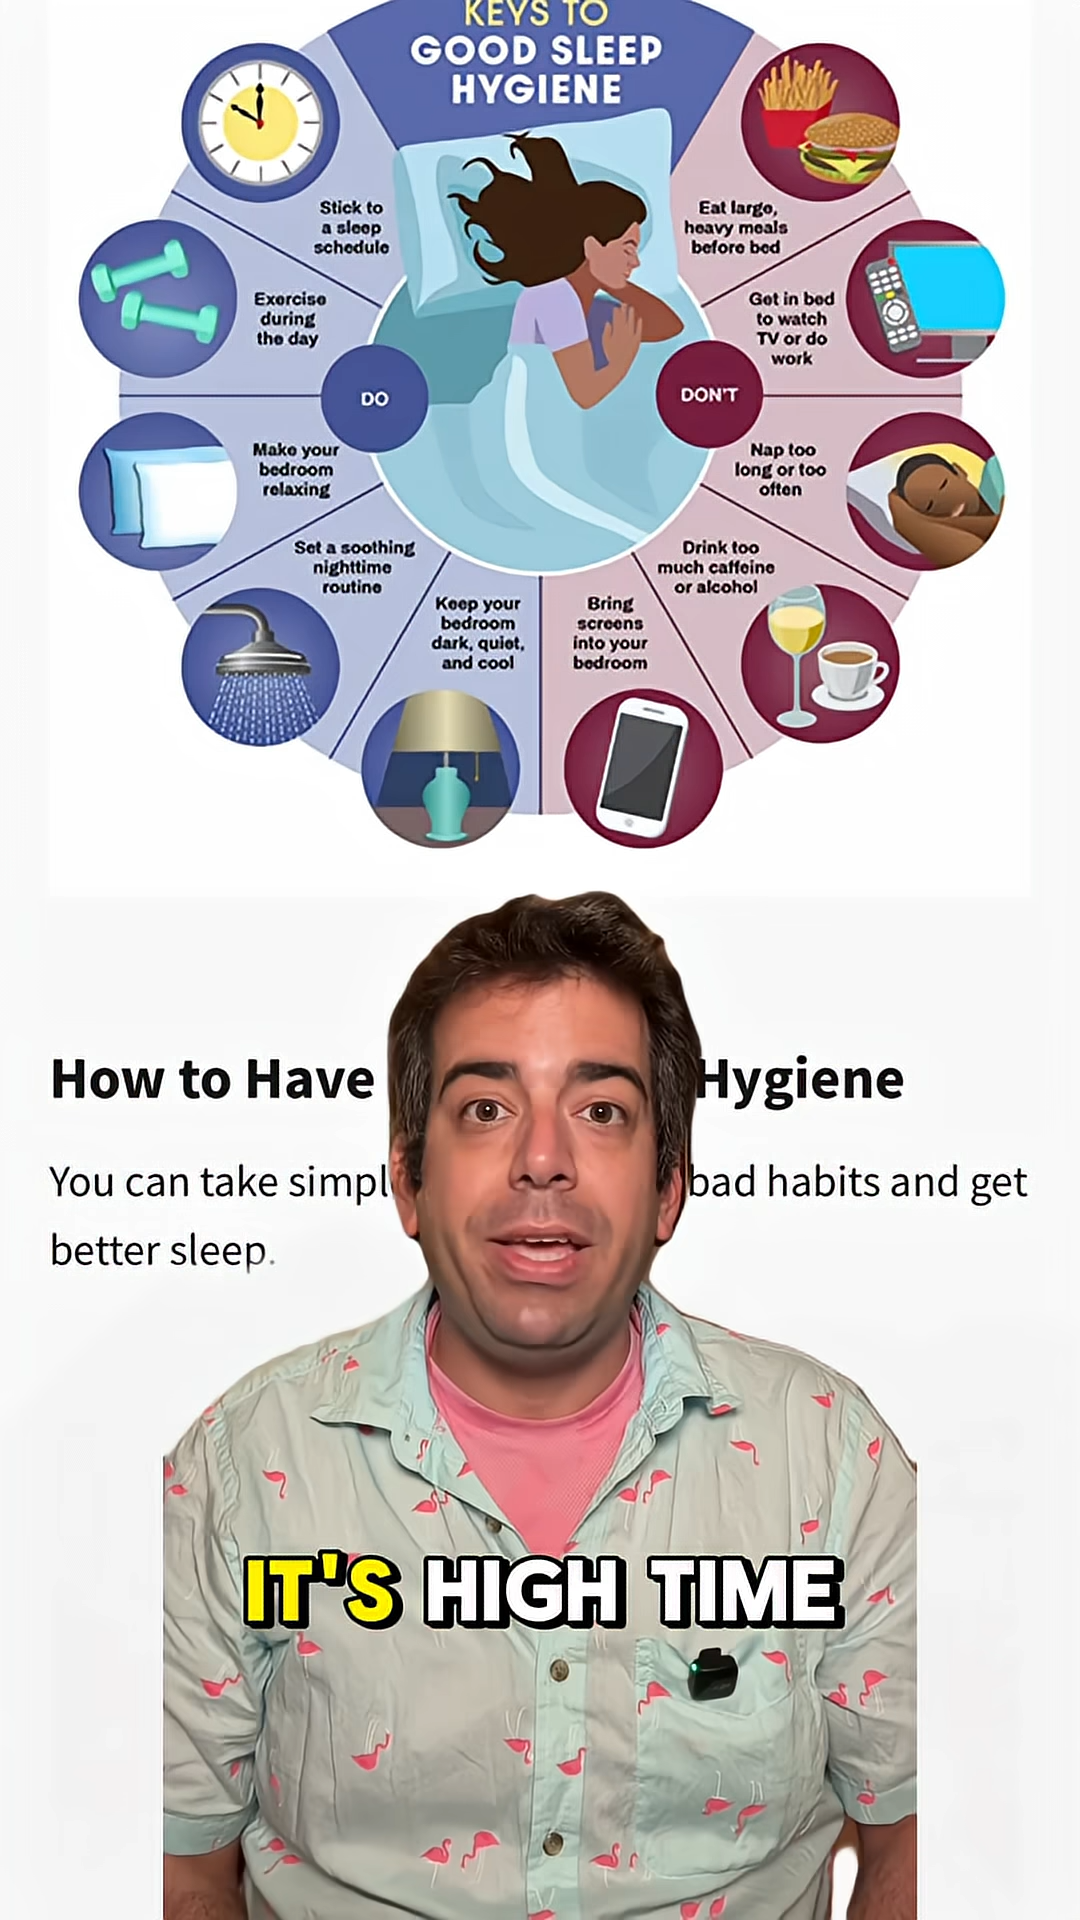 KEYS TO
GOOD SLEEP
HYGIENE
Stick to
a sleep
schedule
Exercise
during
the day
Make your
bedroom
relaxing
Set a soothing
nighttime
routine
Keep your
bedroom
dark, quiet,
and cool
DO
DON'T
Eat large,
heavy meals
before bed
Get in bed
to watch
TV or do
work
Nap too
long or too
often
Drink too
much caffeine
or alcohol
Bring
screens
into your
bedroom
How to Have Hygiene
You can take simpl bad habits and get
better sleep.
IT'S HIGH TIME